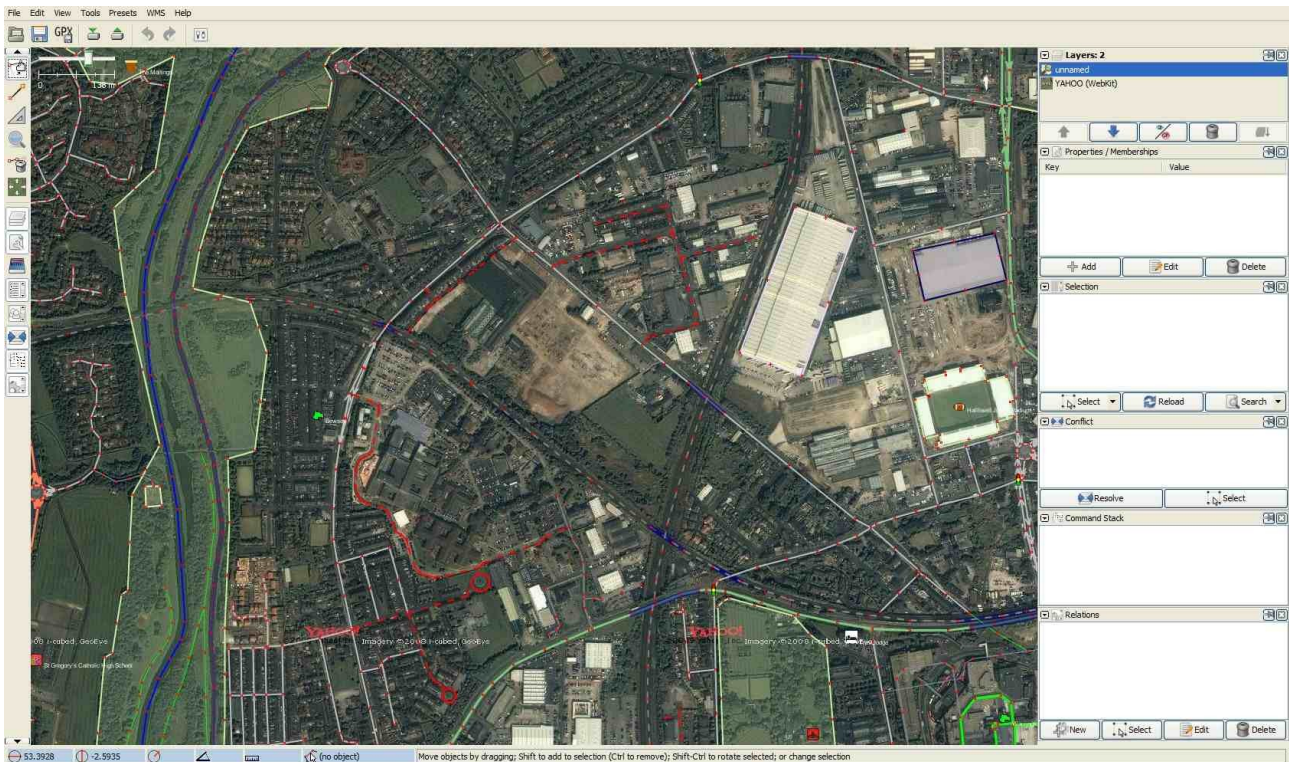 File Edit View Tools Presets WMS Help
GPX
Layers: 2
unnamed
YAHOO (WebKit)
0 138 m
Properties / Memberships
Key Value
Add Edit Delete
Selection
Select Reload Search
Conflict
Resolve Select
Command Stack
Relations
YAHOO! Imagery ©2008 i-cubed, GeoEye
YAHOO! Imagery ©2008 i-cubed,
St Gregory's Catholic High School
New Select Edit Delete
53.3928 -2.5935 (no object) Move objects by dragging; Shift to add to selection (Ctrl to remove); Shift-Ctrl to rotate selected; or change selection